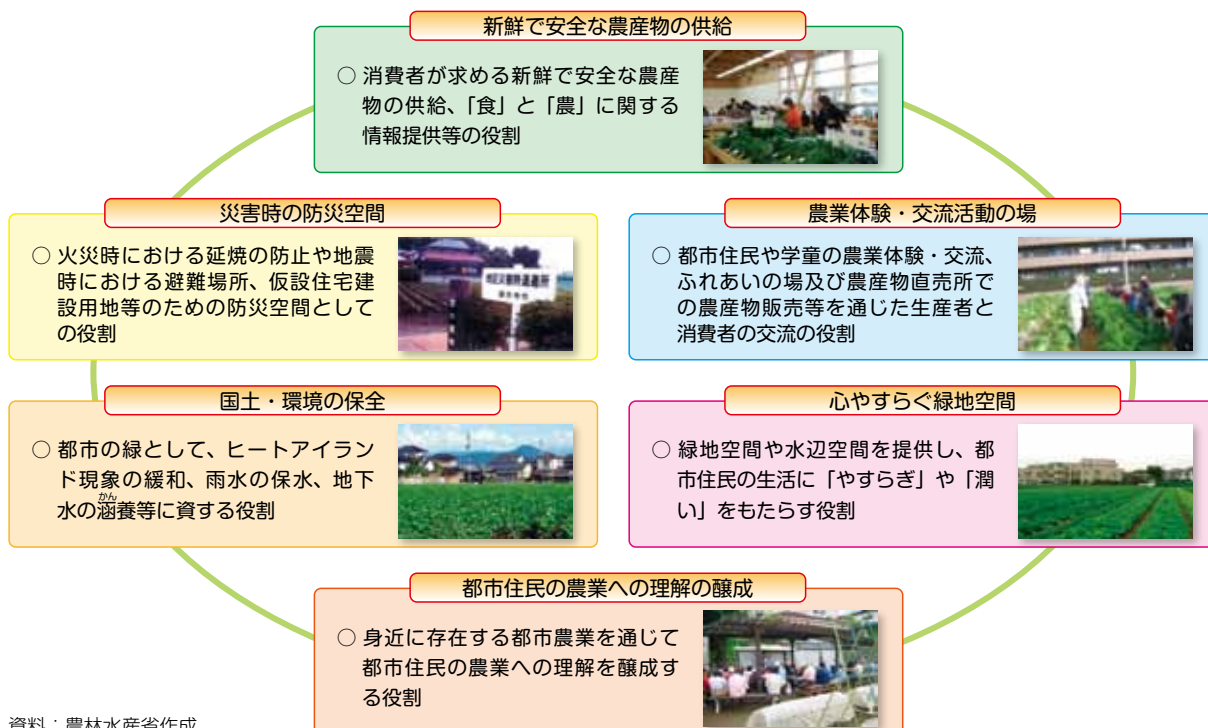 新鮮で安全な農産物の供給
○ 消費者が求める新鮮で安全な農産
物の供給、「食」と「農」に関する
情報提供等の役割
災害時の防災空間
○ 火災時における延焼の防止や地震
時における避難場所、仮設住宅建
設用地等のための防災空間として
の役割
農業体験・交流活動の場
○ 都市住民や学童の農業体験・交流、
ふれあいの場及び農産物直売所で
の農産物販売等を通じた生産者と
消費者の交流の役割
国土・環境の保全
○ 都市の緑として、ヒートアイラン
ド現象の緩和、雨水の保水、地下
かん
水の涵養等に資する役割
心やすらぐ緑地空間
○ 緑地空間や水辺空間を提供し、都
市住民の生活に「やすらぎ」や「潤
い」をもたらす役割
都市住民の農業への理解の醸成
○ 身近に存在する都市農業を通じて
都市住民の農業への理解を醸成す
る役割
資料：農林水産省作成